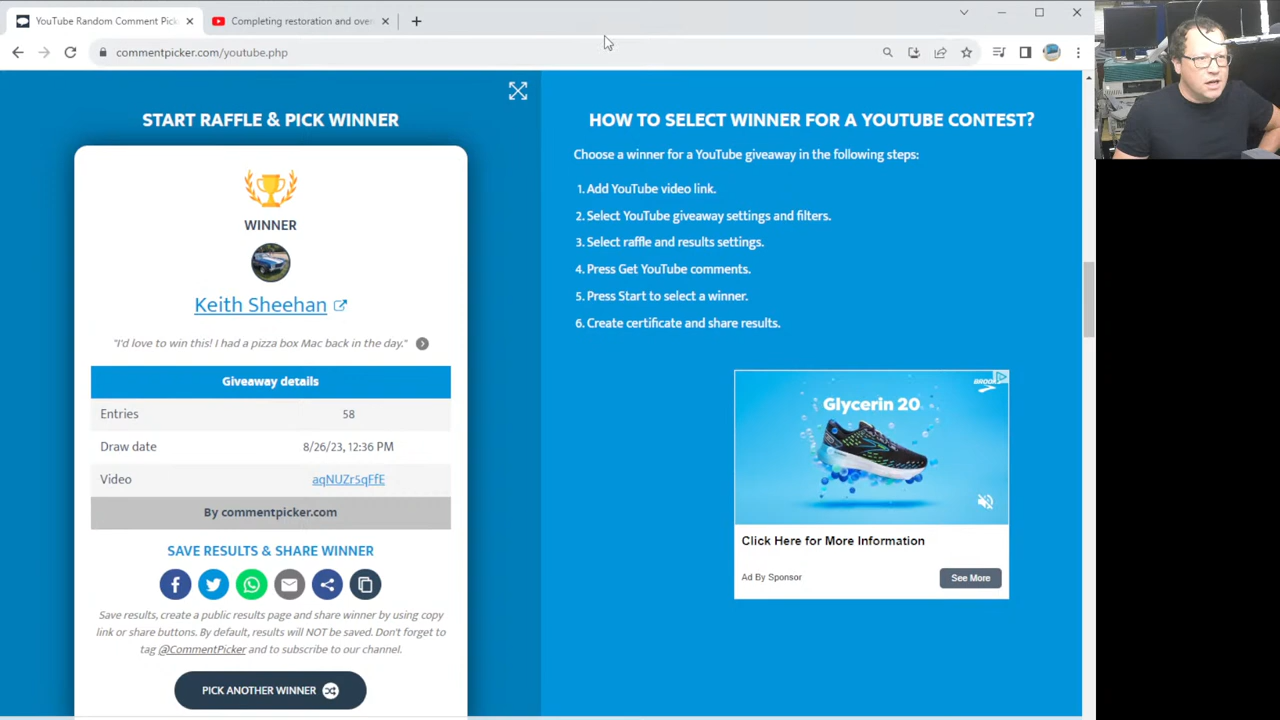 YouTube Random Comment Pick
Completing restoration and over
commentpicker.com/youtube.php
START RAFFLE & PICK WINNER
WINNER
Keith Sheehan
"I'd love to win this! I had a pizza box Mac back in the day."
Giveaway details
Entries 58
Draw date 8/26/23, 12:36 PM
Video aqNUZr5qFfE
By commentpicker.com
SAVE RESULTS & SHARE WINNER
Save results, create a public results page and share winner by using copy
link or share buttons. By default, results will NOT be saved. Don't forget to
tag @CommentPicker and to subscribe to our channel.
PICK ANOTHER WINNER
HOW TO SELECT WINNER FOR A YOUTUBE CONTEST?
Choose a winner for a YouTube giveaway in the following steps:
1. Add YouTube video link.
2. Select YouTube giveaway settings and filters.
3. Select raffle and results settings.
4. Press Get YouTube comments.
5. Press Start to select a winner.
6. Create certificate and share results.
Glycerin 20
Click Here for More Information
Ad By Sponsor
See More